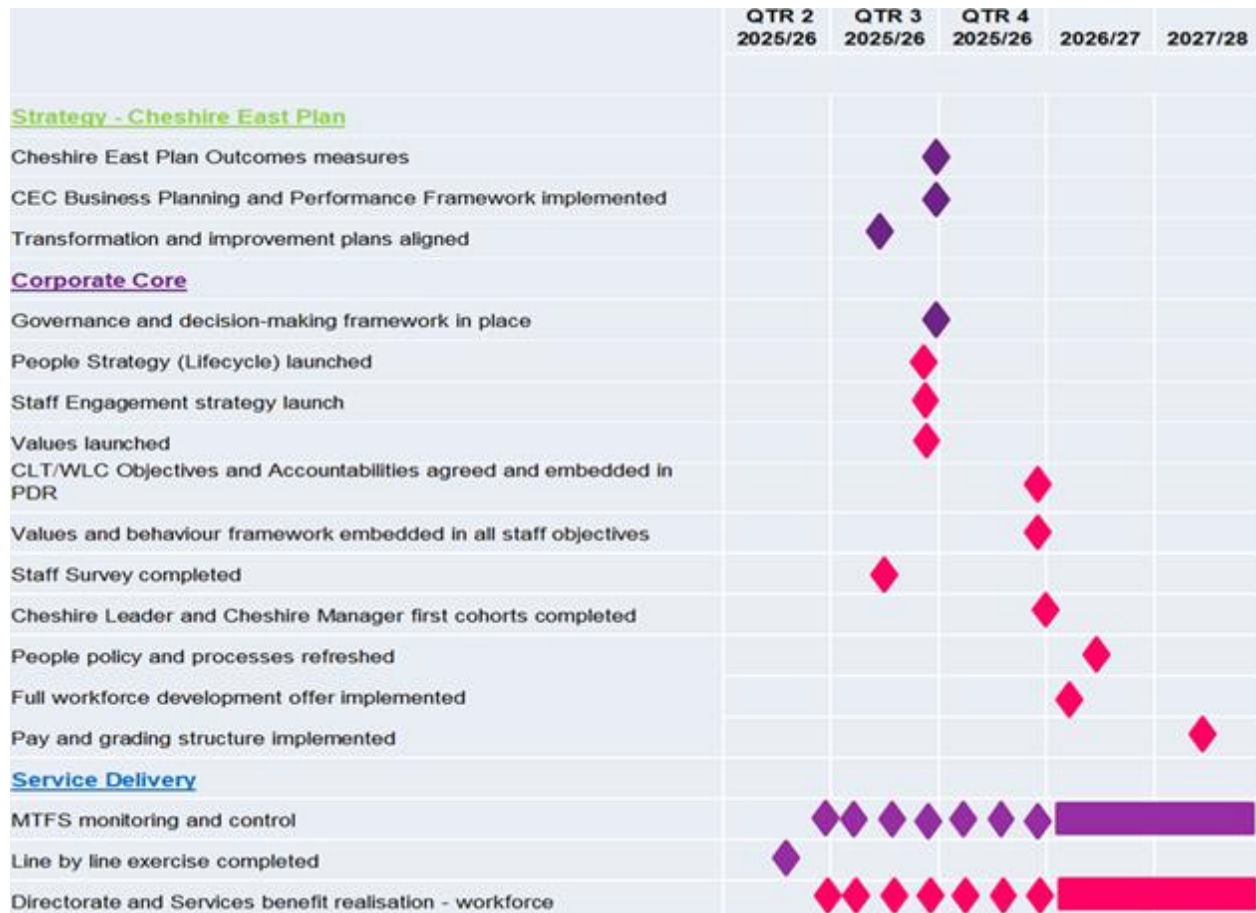 QTR 2 QTR 3 QTR 4
2025/26 2025/26 2025/26 2026/27 2027/28
Strategy - Cheshire East Plan
Cheshire East Plan Outcomes measures
CEC Business Planning and Performance Framework implemented
Transformation and improvement plans aligned
Corporate Core
Governance and decision-making framework in place
People Strategy (Lifecycle) launched
Staff Engagement strategy launch
Values launched
CLT/WLC Objectives and Accountabilities agreed and embedded in
PDR
Values and behaviour framework embedded in all staff objectives
Staff Survey completed
Cheshire Leader and Cheshire Manager first cohorts completed
People policy and processes refreshed
Full workforce development offer implemented
Pay and grading structure implemented
Service Delivery
MTFS monitoring and control
Line by line exercise completed
Directorate and Services benefit realisation - workforce